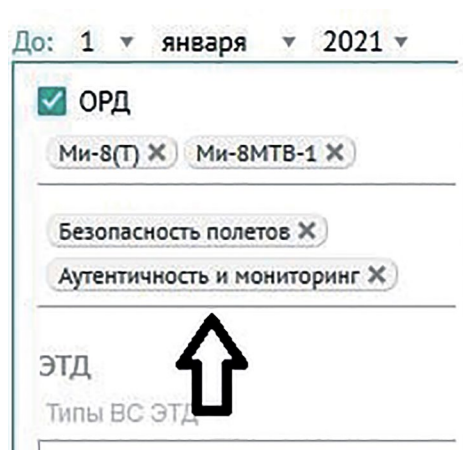 До: 1 января 2021
ОРД
Ми-8(Т) Ми-8МТВ-1
Безопасность полетов
Аутентичность и мониторинг
ЭТД
Типы ВС ЭТД